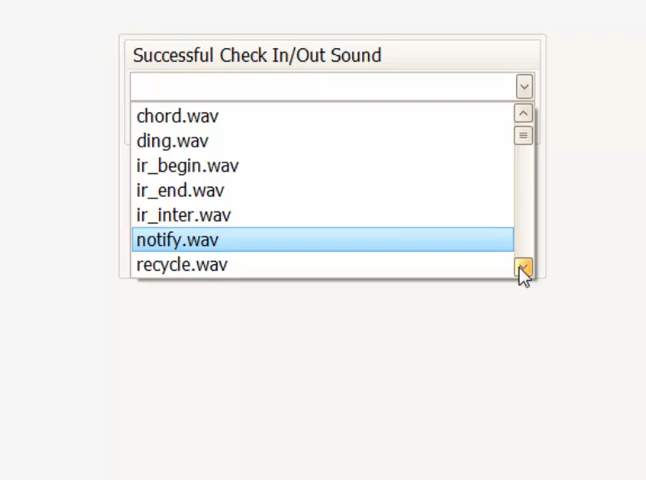 Successful Check In/Out Sound
chord.wav
ding.wav
ir_begin.wav
ir_end.wav
ir_inter.wav
notify.wav
recycle.wav